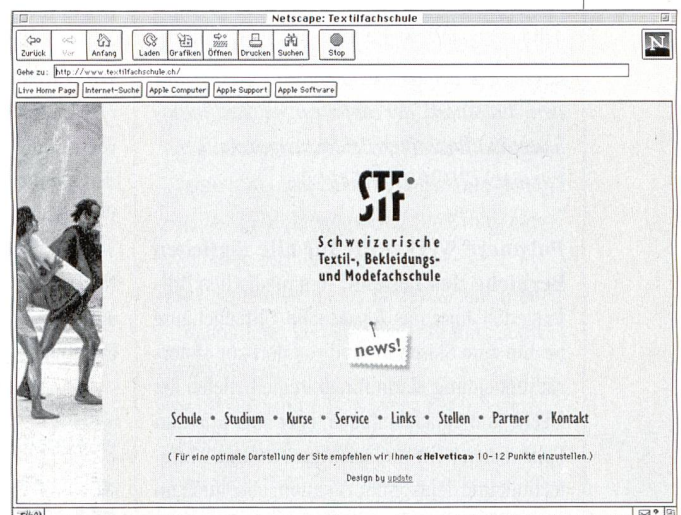 Netscape: Textilfachschule
Zurück Vor Anfang Laden Grafiken Öffnen Drucken Suchen Stop
N
Gehe zu: http://www.textilfachschule.ch/
Live Home Page Internet-Suche Apple Computer Apple Support Apple Software
STF
Schweizerische
Textil-, Bekleidungs-
und Modefachschule
news!
Schule • Studium • Kurse • Service • Links • Stellen • Partner • Kontakt
( Für eine optimale Darstellung der Site empfehlen wir Ihnen «Helvetica» 10-12 Punkte einzustellen.)
Design by update